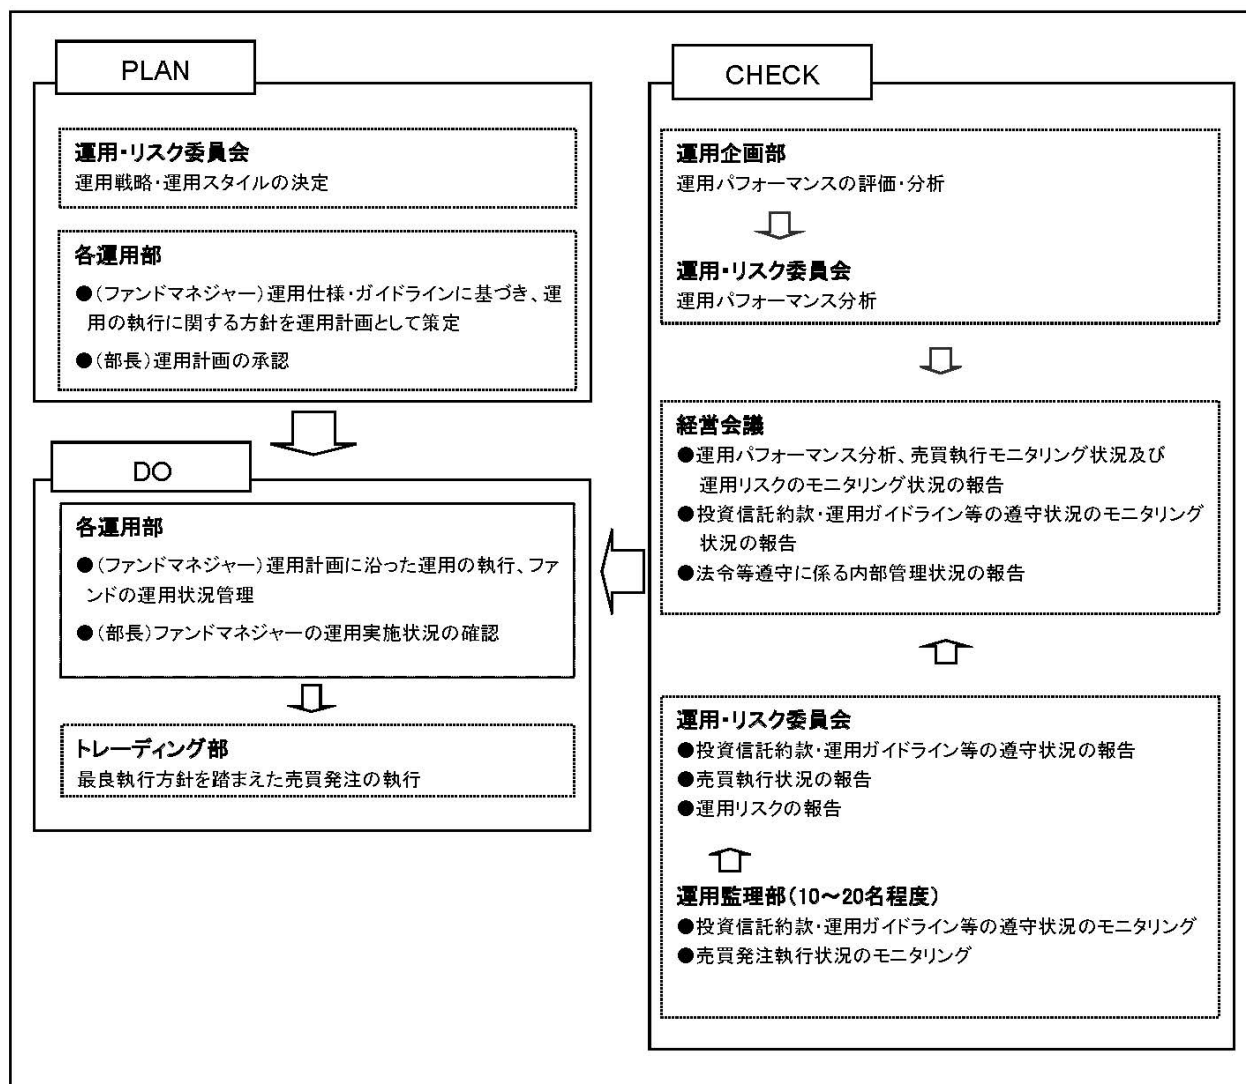 PLAN
運用・リスク委員会
運用戦略・運用スタイルの決定
各運用部
●（ファンドマネジャー）運用仕様・ガイドラインに基づき、運
用の執行に関する方針を運用計画として策定
●（部長）運用計画の承認
DO
各運用部
●（ファンドマネジャー）運用計画に沿った運用の執行、ファ
ンドの運用状況管理
●（部長）ファンドマネジャーの運用実施状況の確認
トレーディング部
最良執行方針を踏まえた売買発注の執行
CHECK
運用企画部
運用パフォーマンスの評価・分析
運用・リスク委員会
運用パフォーマンス分析
経営会議
●運用パフォーマンス分析、売買執行モニタリング状況及び
運用リスクのモニタリング状況の報告
●投資信託約款・運用ガイドライン等の遵守状況のモニタリング
状況の報告
●法令等遵守に係る内部管理状況の報告
運用・リスク委員会
●投資信託約款・運用ガイドライン等の遵守状況の報告
●売買執行状況の報告
●運用リスクの報告
運用監理部（10～20名程度）
●投資信託約款・運用ガイドライン等の遵守状況のモニタリング
●売買発注執行状況のモニタリング